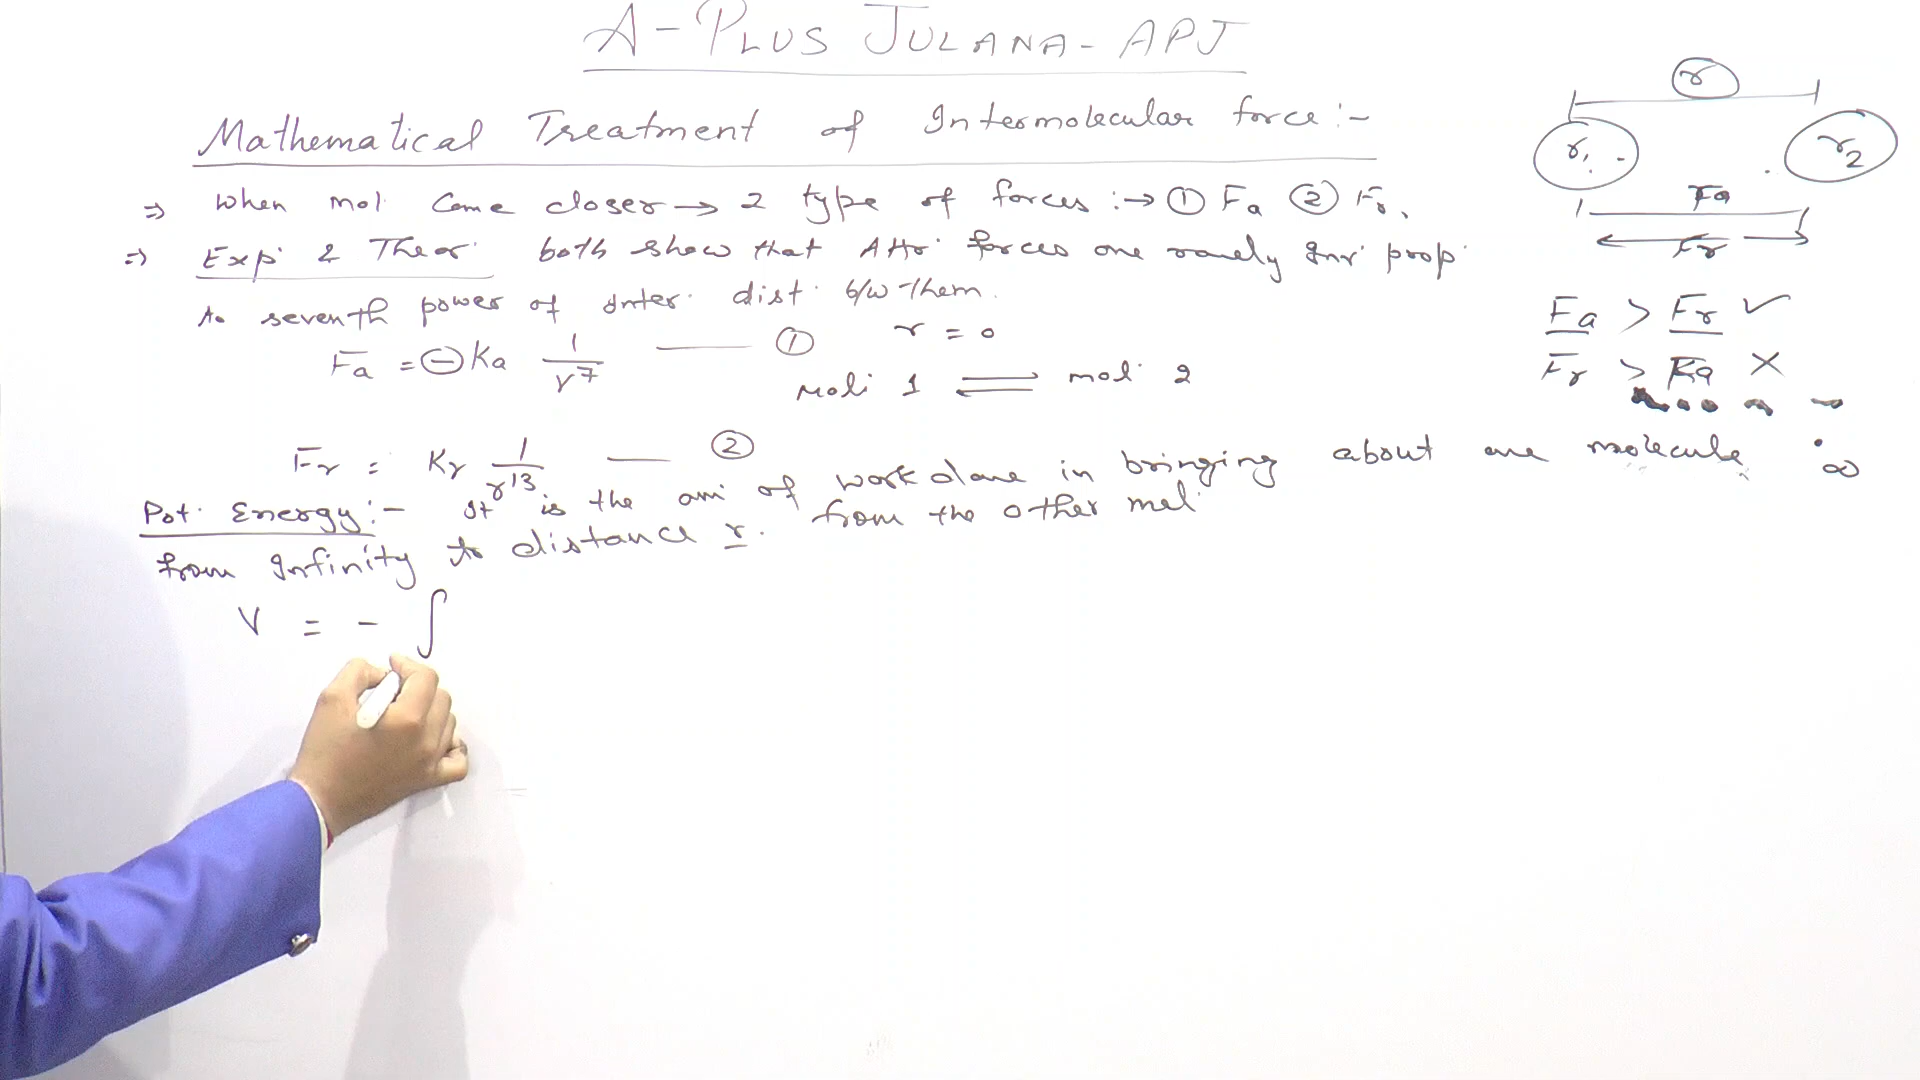 A-PLUS JULANA-APJ
Mathematical Treatment of Intermolecular force:-
⇒ When mol. Come closer → 2 type of forces :→ ① Fa ② Fr.
⇒ Exp. & Theor. both show that Attr. forces are inv. prop.
to seventh power of inter. dist. b/w them.
r = 0
Fa = ⊖ Ka 1/r⁷ —— ①
mol. 1 ⇌ mol. 2
Fr = Kr 1/r¹³ —— ②
Pot. Energy:- It is the am. of work done in bringing about one molecule
from infinity to distance r. from the other mol.
V = - ∫
r
r₁
r₂
Fa
Fr
Fa > Fr ✓
Fr > Fa ✗
∞